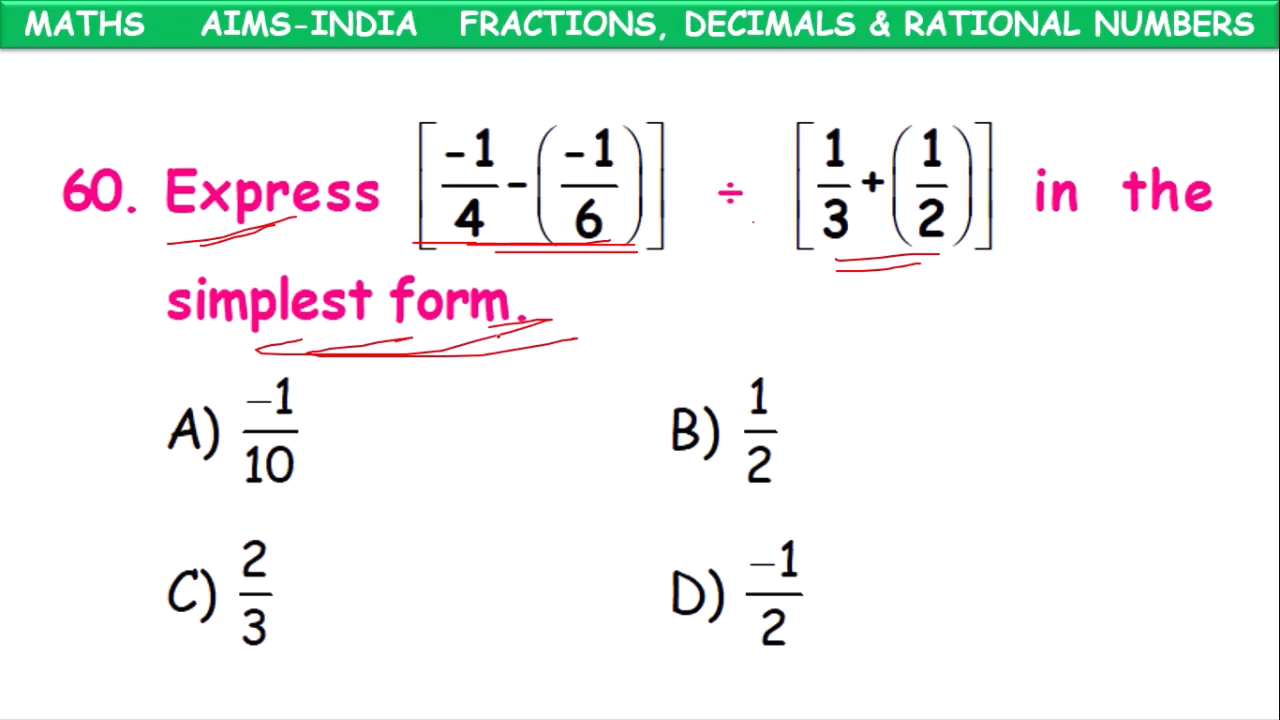 MATHS AIMS-INDIA FRACTIONS, DECIMALS & RATIONAL NUMBERS
60. Express [-1/4 - (-1/6)] ÷ [1/3 + (1/2)] in the
simplest form.
A) -1/10 B) 1/2
C) 2/3 D) -1/2